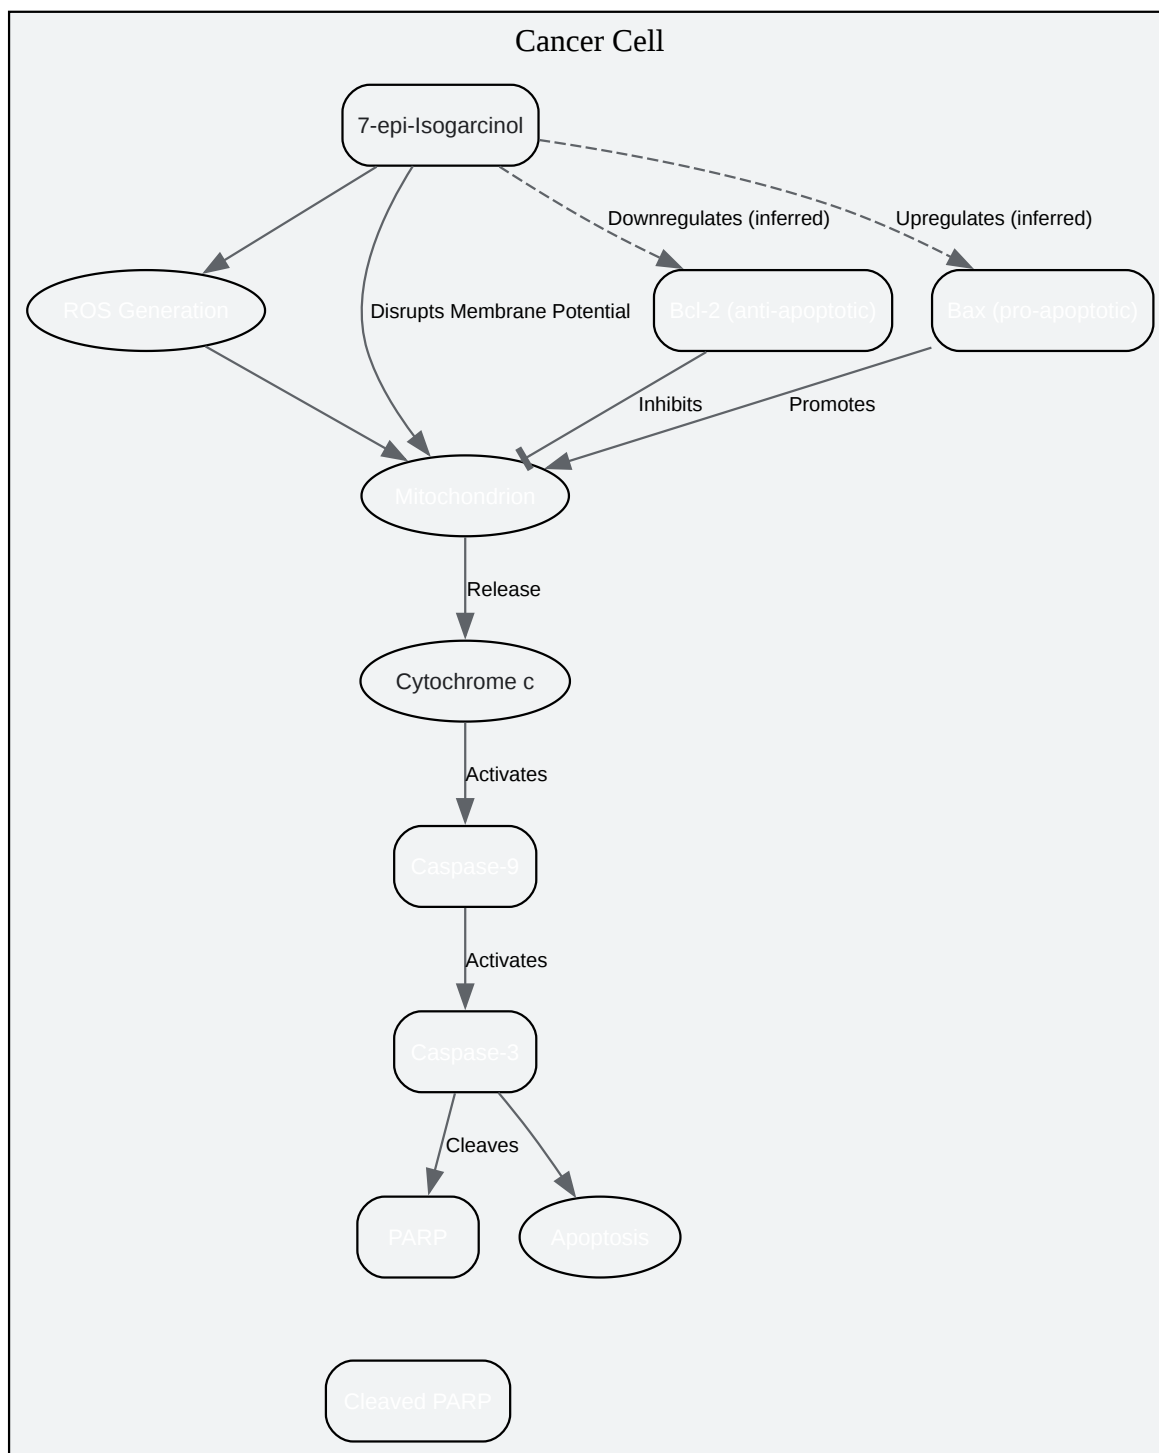 Cancer Cell
7-epi-Isogarcinol
Downregulates (inferred)
Upregulates (inferred)
ROS Generation
Disrupts Membrane Potential
Bcl-2 (anti-apoptotic)
Bax (pro-apoptotic)
Inhibits
Promotes
Mitochondrion
Release
Cytochrome c
Activates
Caspase-9
Activates
Caspase-3
Cleaves
PARP
Apoptosis
Cleaved PARP